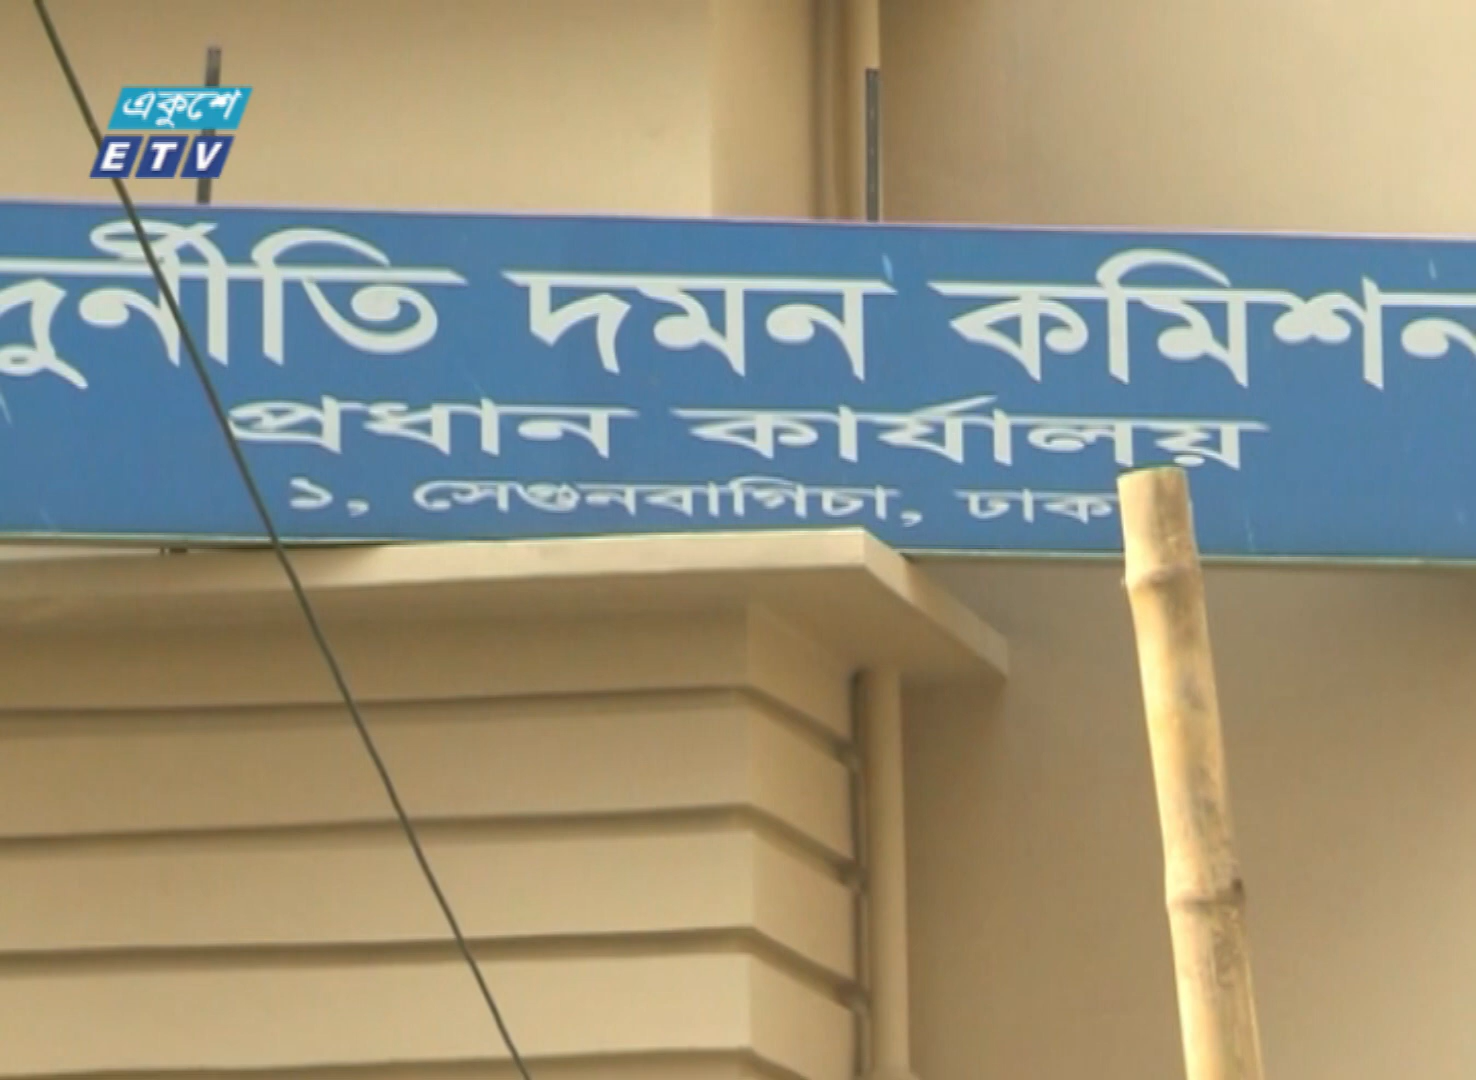 একুশে
ETV
দুর্নীতি দমন কমিশন
প্রধান কার্যালয়
১, সেগুনবাগিচা, ঢাকা